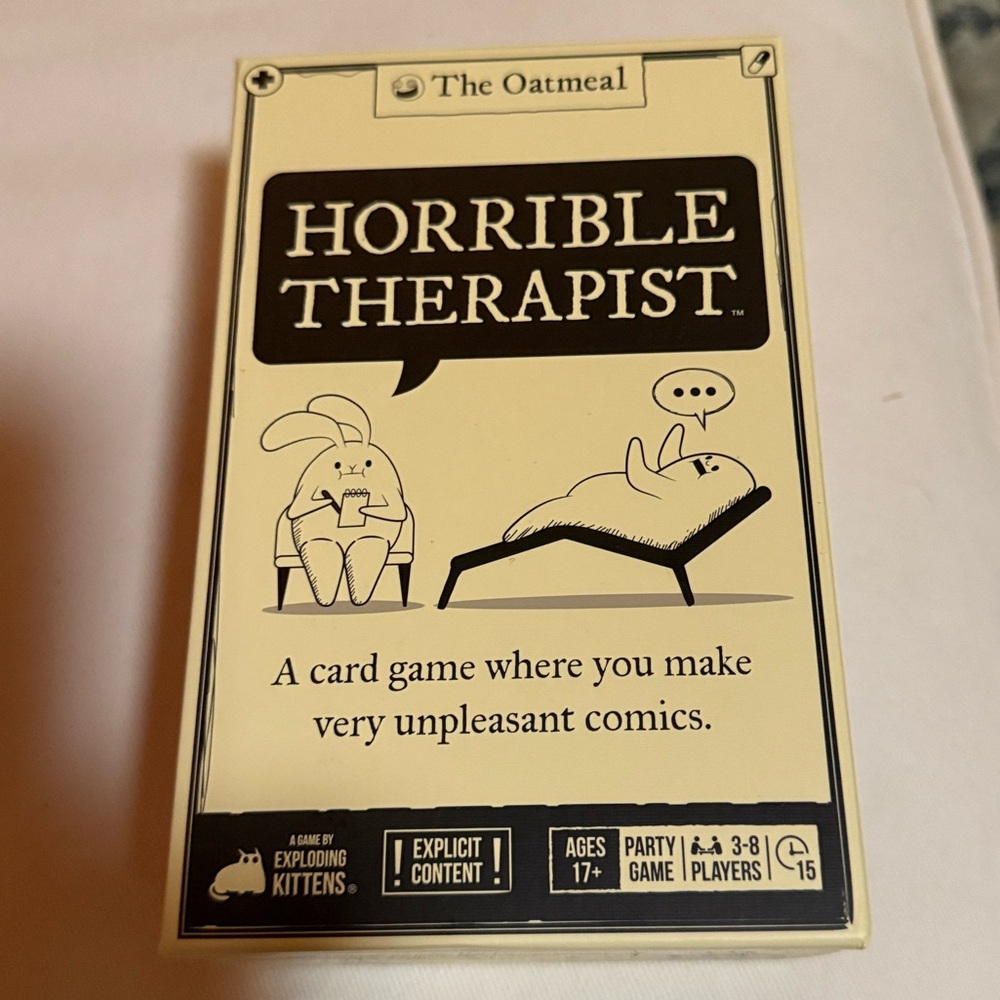 The Oatmeal
HORRIBLE
THERAPIST™
A card game where you make
very unpleasant comics.
A GAME BY
EXPLODING
KITTENS®
! EXPLICIT !
CONTENT
AGES
17+
PARTY
GAME
3-8
PLAYERS
15